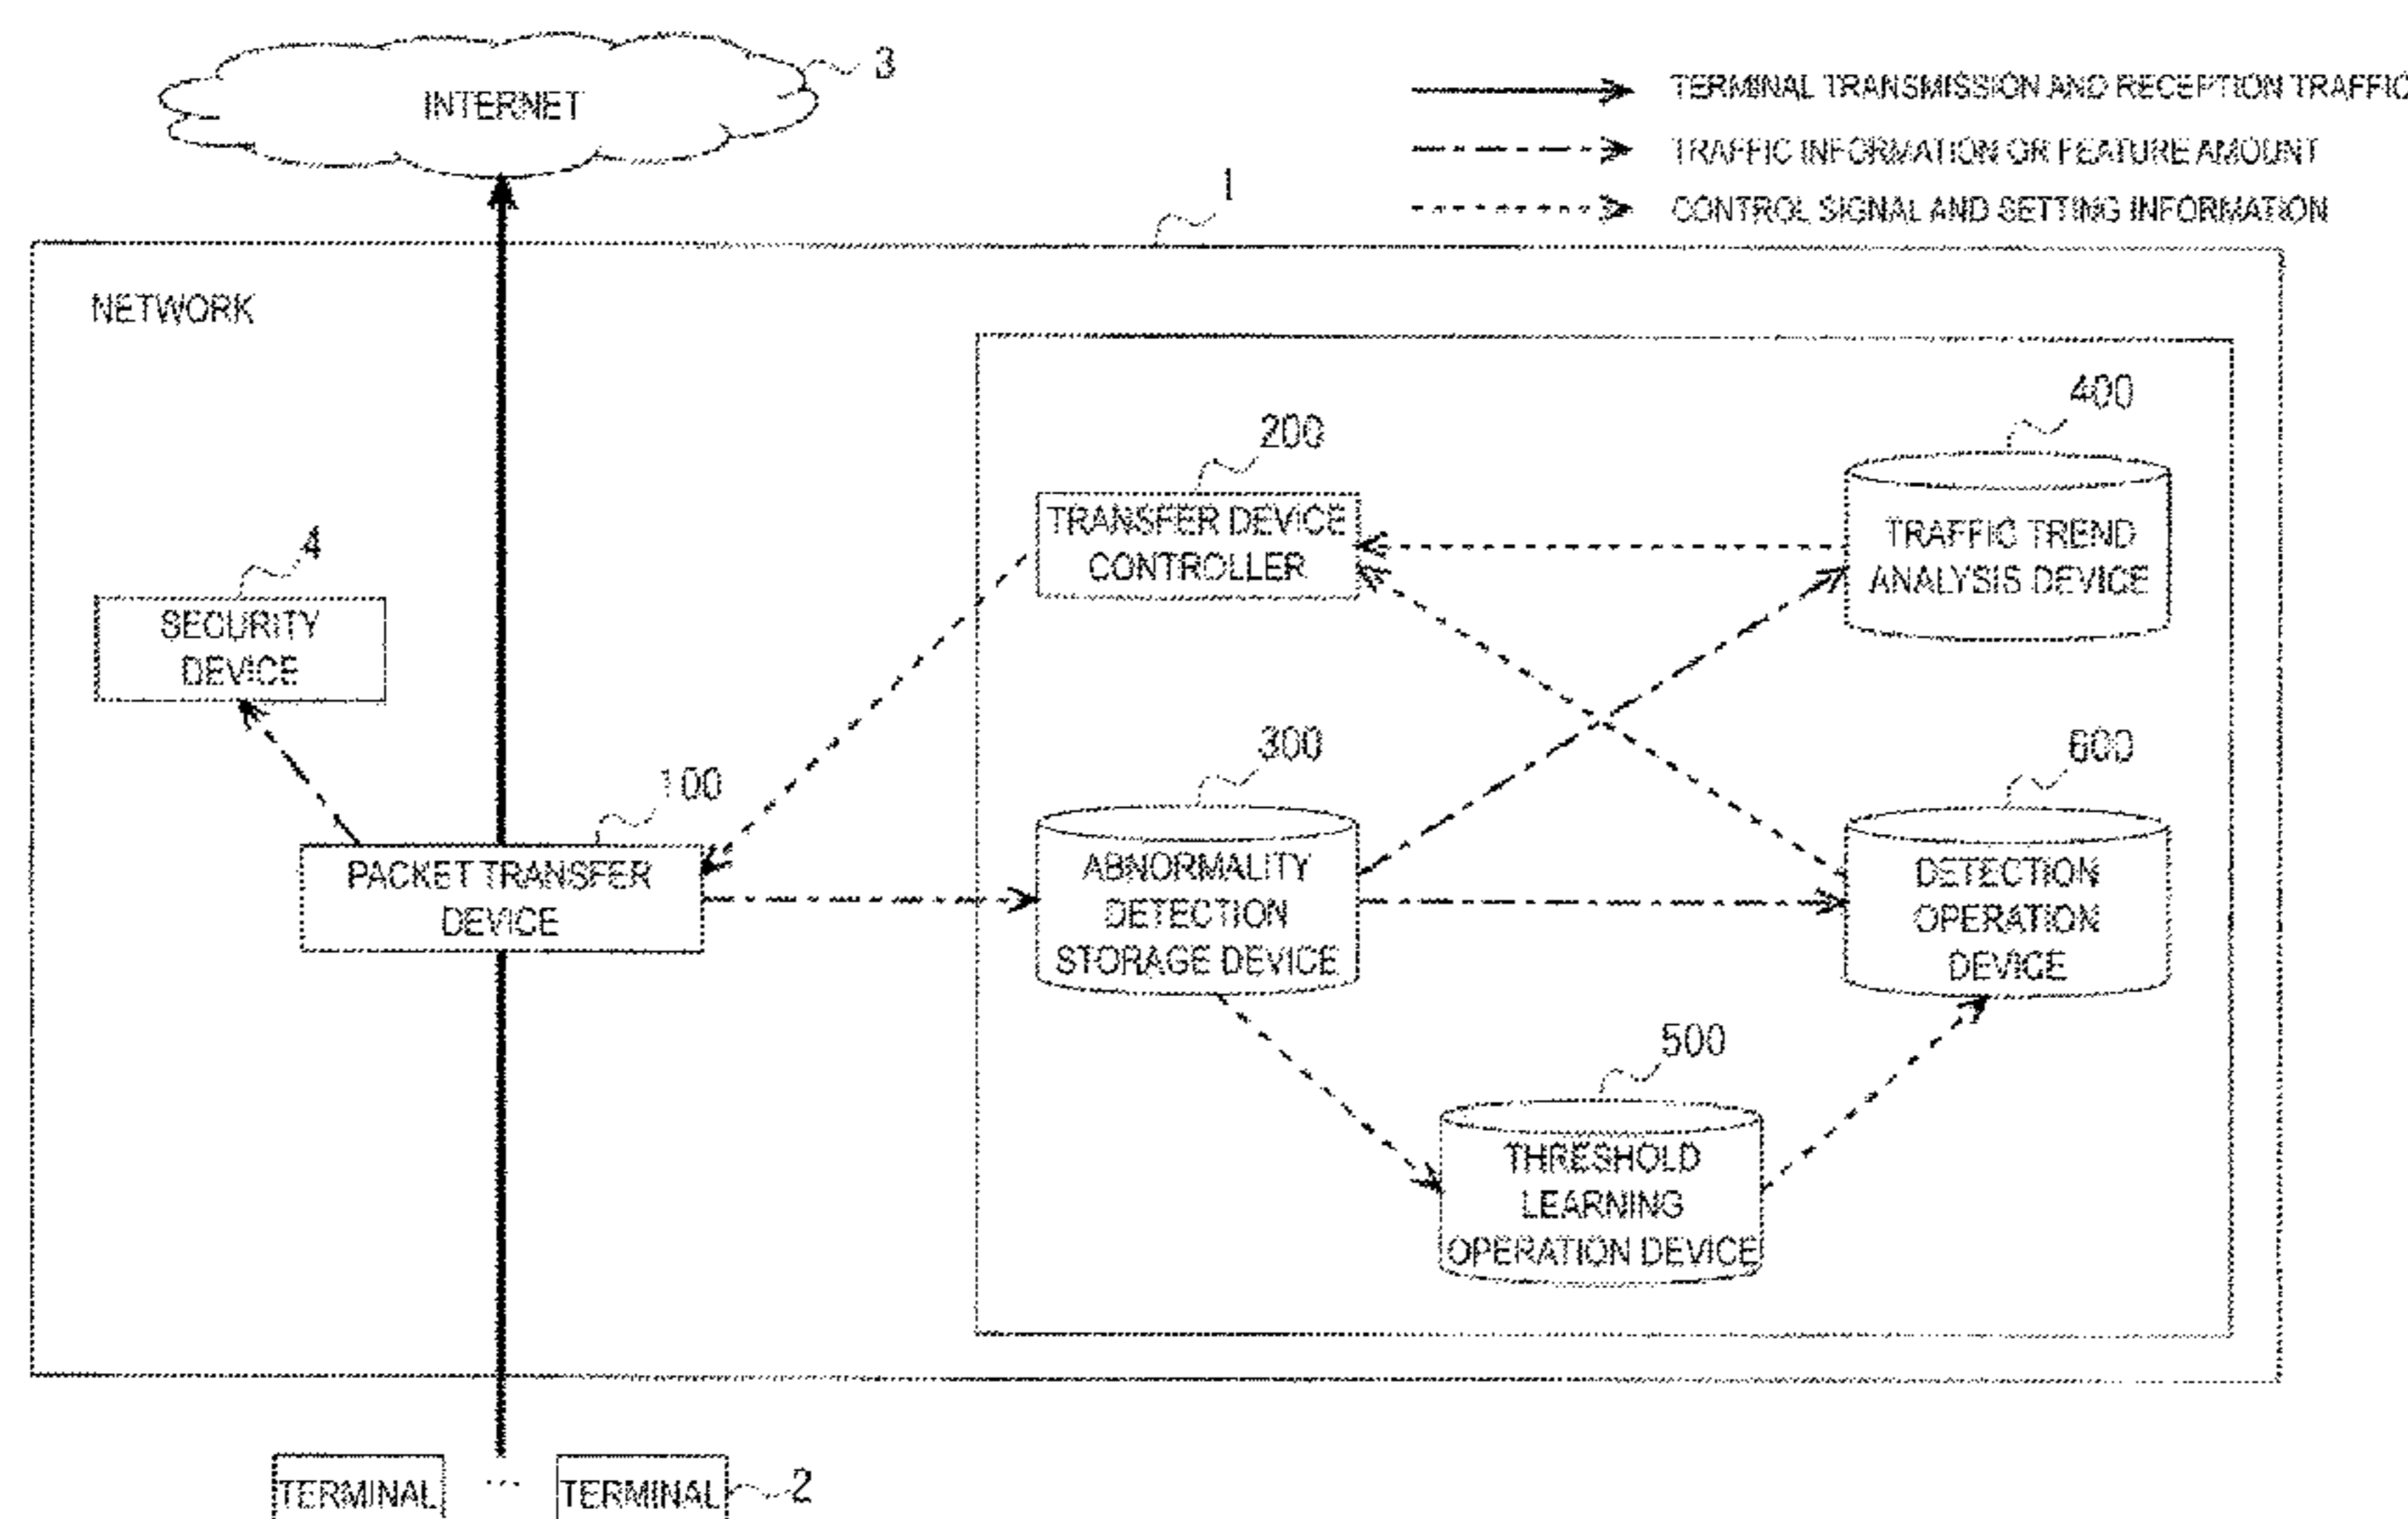 INTERNET
3
TERMINAL TRANSMISSION AND RECEPTION TRAFFIC
TRAFFIC INFORMATION OR FEATURE AMOUNT
CONTROL SIGNAL AND SETTING INFORMATION
1
NETWORK
200
TRANSFER DEVICE
CONTROLLER
400
TRAFFIC TREND
ANALYSIS DEVICE
4
SECURITY
DEVICE
100
PACKET TRANSFER
DEVICE
300
ABNORMALITY
DETECTION
STORAGE DEVICE
600
DETECTION
OPERATION
DEVICE
500
THRESHOLD
LEARNING
OPERATION DEVICE
TERMINAL
...
TERMINAL
2